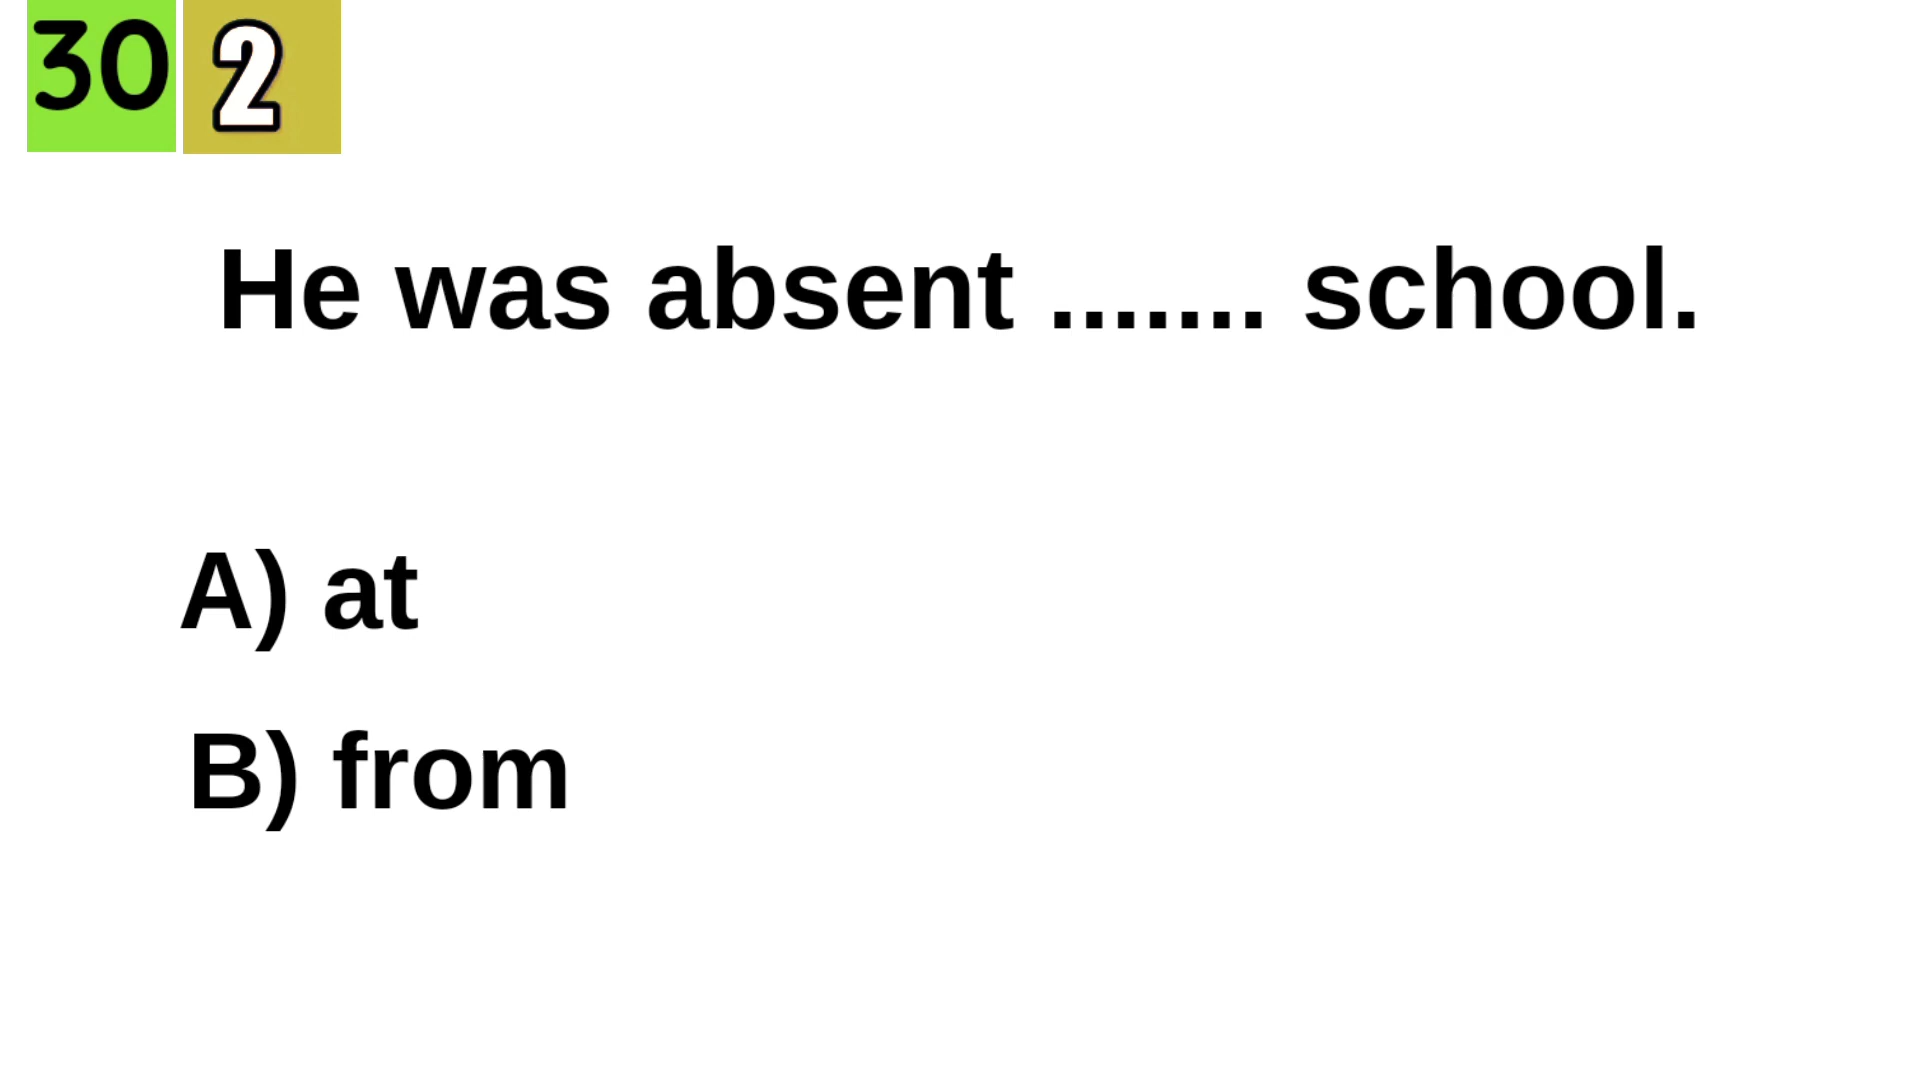 30 2
He was absent ....... school.
A) at
B) from